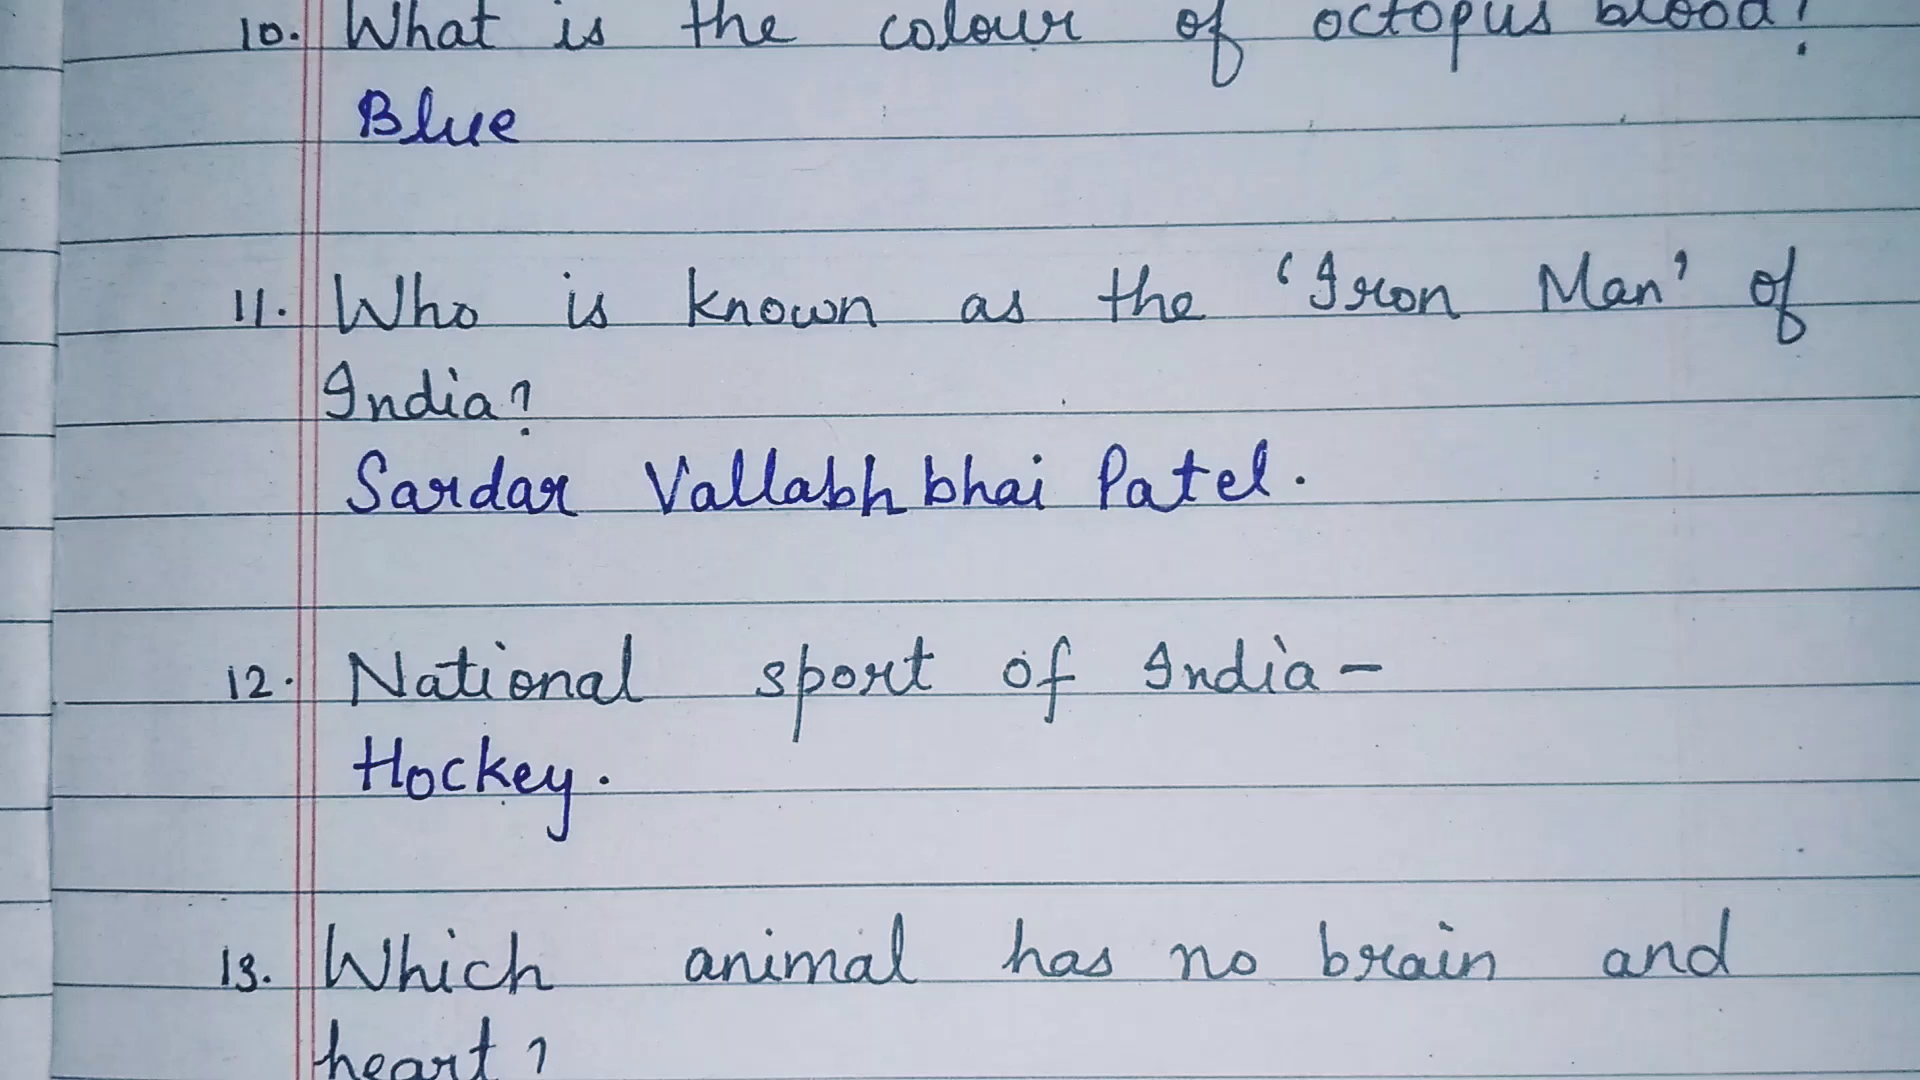 10. What is the colour of octopus blood?
Blue
11. Who is known as the 'Iron Man' of
India?
Sardar Vallabhbhai Patel.
12. National sport of India-
Hockey.
13. Which animal has no brain and
heart?